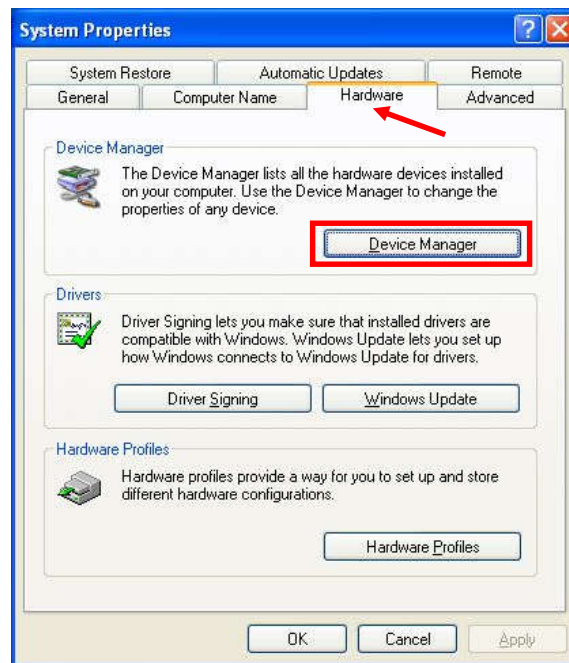 System Properties
System Restore Automatic Updates Remote
General Computer Name Hardware Advanced
Device Manager
The Device Manager lists all the hardware devices installed
on your computer. Use the Device Manager to change the
properties of any device.
Device Manager
Drivers
Driver Signing lets you make sure that installed drivers are
compatible with Windows. Windows Update lets you set up
how Windows connects to Windows Update for drivers.
Driver Signing Windows Update
Hardware Profiles
Hardware profiles provide a way for you to set up and store
different hardware configurations.
Hardware Profiles
OK Cancel Apply